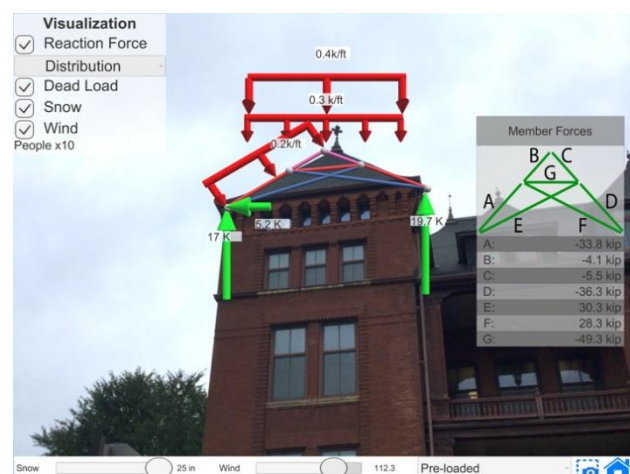 Visualization
Reaction Force
Distribution
Dead Load
Snow
Wind
People x10
0.4k/ft
0.3 k/ft
0.2k/ft
17 K
5.2 K
19.7 K
Member Forces
B C
G
A D
E F
A: -33.8 kip
B: -4.1 kip
C: -5.5 kip
D: -36.3 kip
E: 30.3 kip
F: 28.3 kip
G: -49.3 kip
Snow 25 in Wind 112.3 Pre-loaded